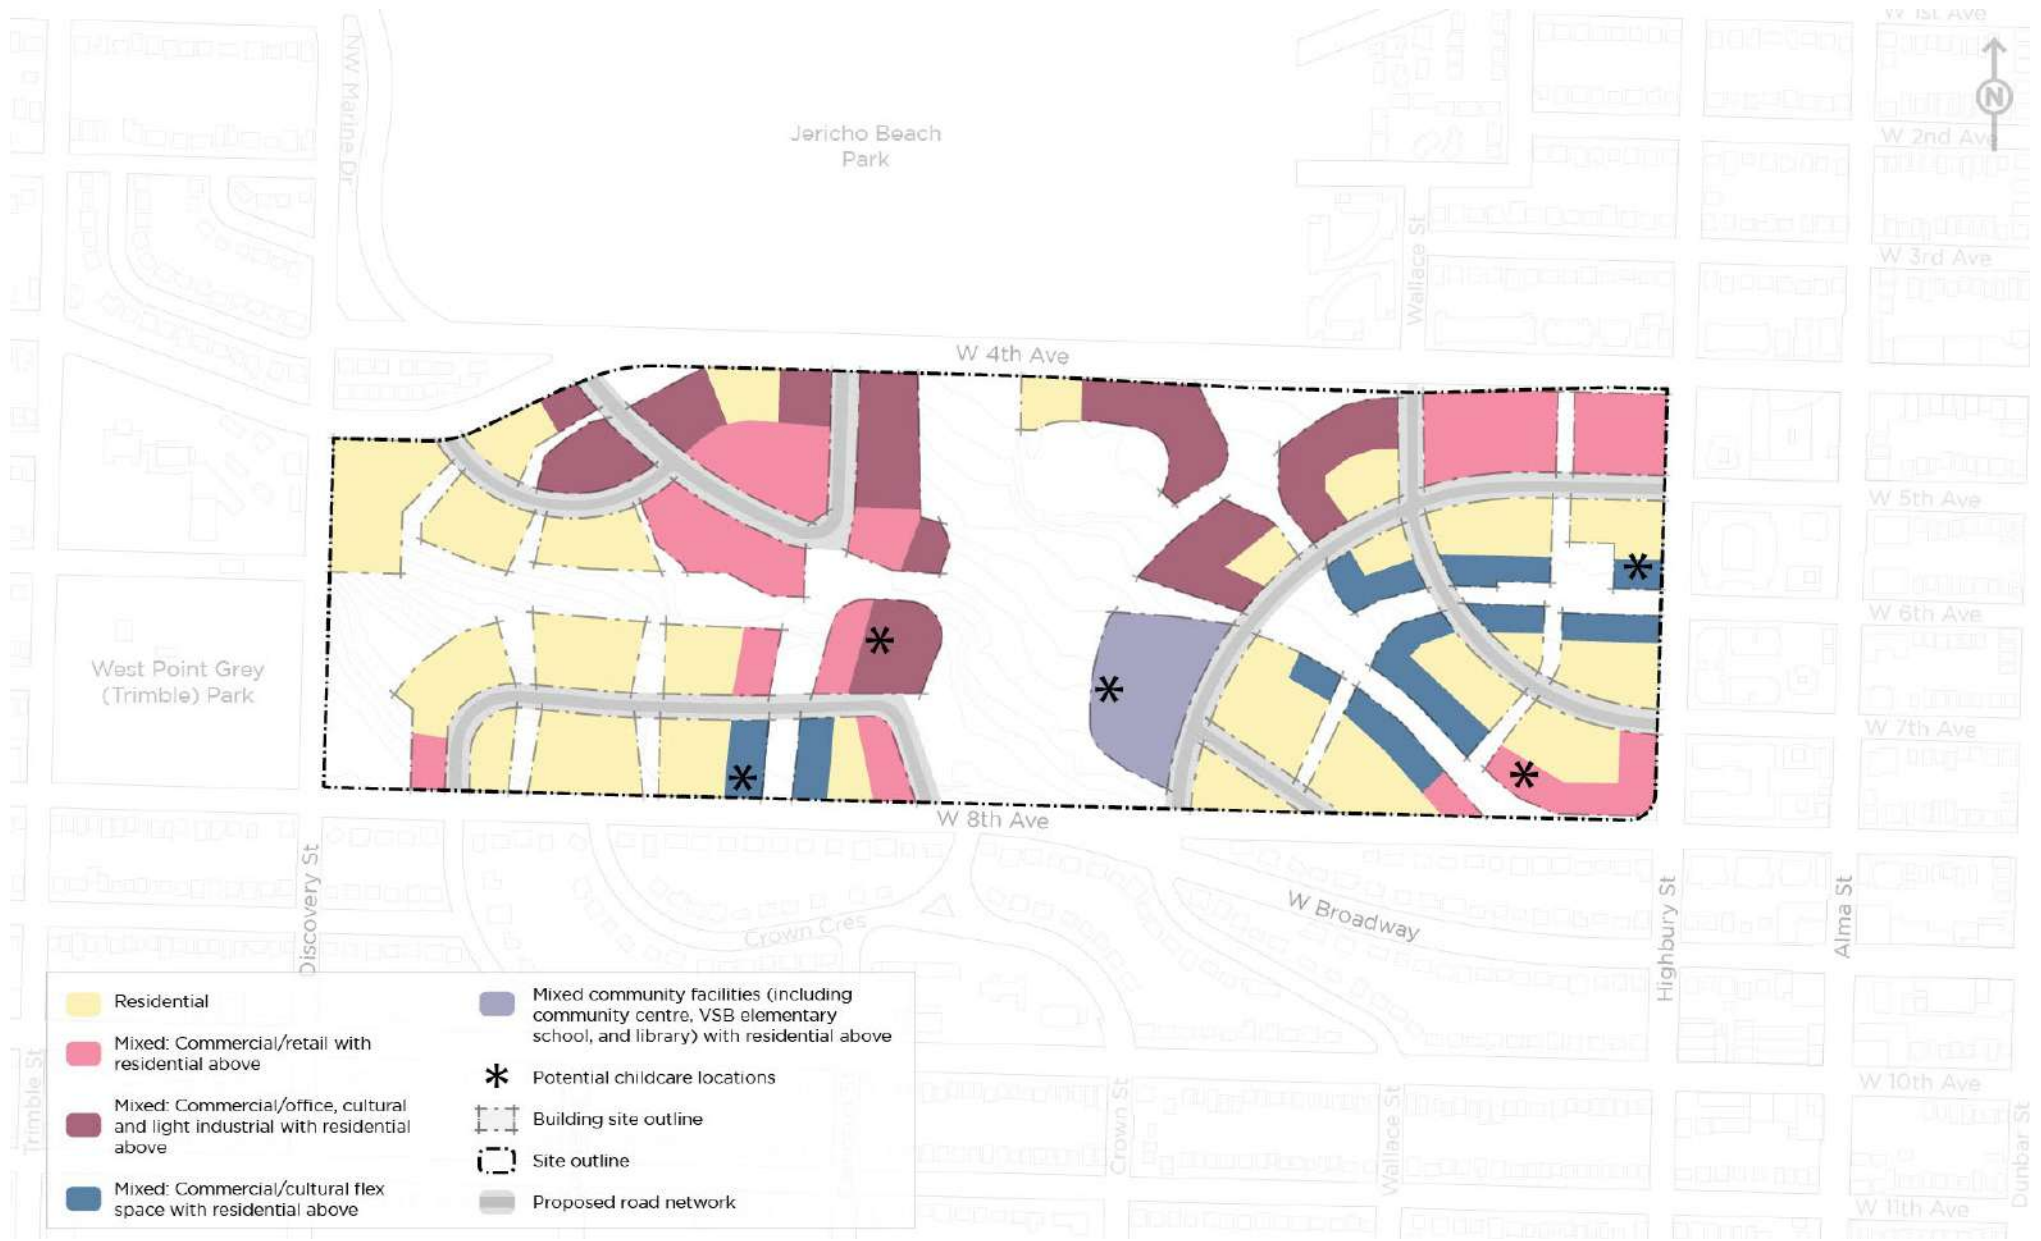 W 1st Ave
NW Marine Dr
Jericho Beach
Park
N
W 2nd Ave
Wallace St
W 3rd Ave
W 4th Ave
W 5th Ave
W 6th Ave
West Point Grey
(Trimble) Park
W 7th Ave
W 8th Ave
Discovery St
Crown Cres
W Broadway
Highbury St
Alma St
Trimble St
Crown St
Wallace St
W 10th Ave
Dunbar St
W 11th Ave
Residential
Mixed: Commercial/retail with
residential above
Mixed: Commercial/office, cultural
and light industrial with residential
above
Mixed: Commercial/cultural flex
space with residential above
Mixed community facilities (including
community centre, VSB elementary
school, and library) with residential above
Potential childcare locations
Building site outline
Site outline
Proposed road network